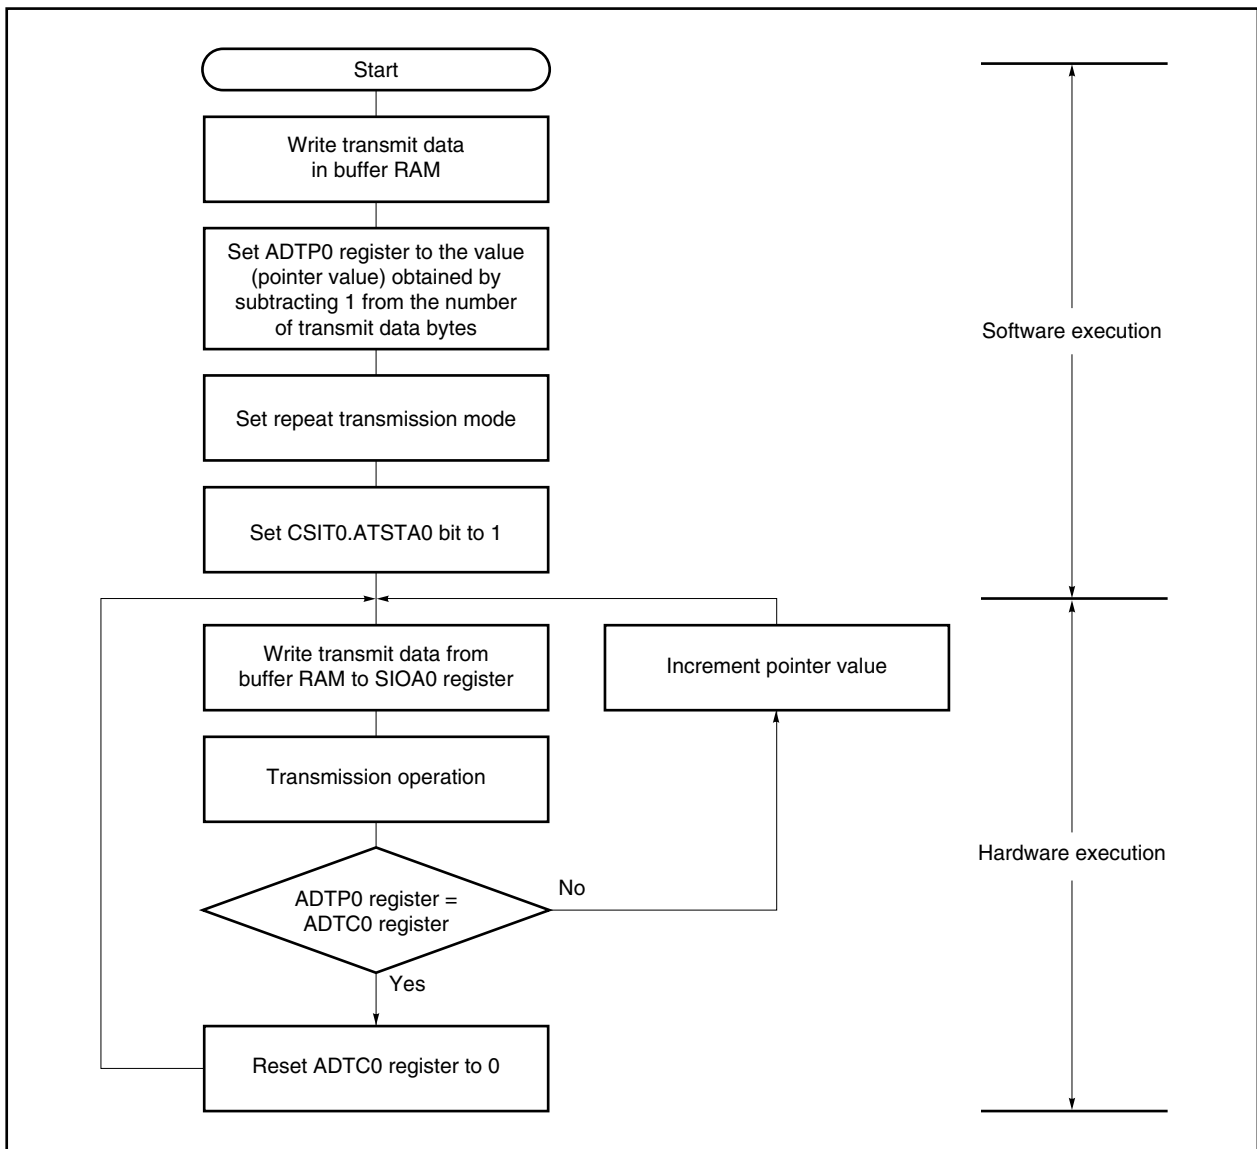 Start
Write transmit data
in buffer RAM
Set ADTP0 register to the value
(pointer value) obtained by
subtracting 1 from the number
of transmit data bytes
Software execution
Set repeat transmission mode
Set CSIT0.ATSTA0 bit to 1
Write transmit data from
buffer RAM to SIOA0 register
Increment pointer value
Transmission operation
Hardware execution
ADTP0 register =
ADTC0 register
No
Yes
Reset ADTC0 register to 0